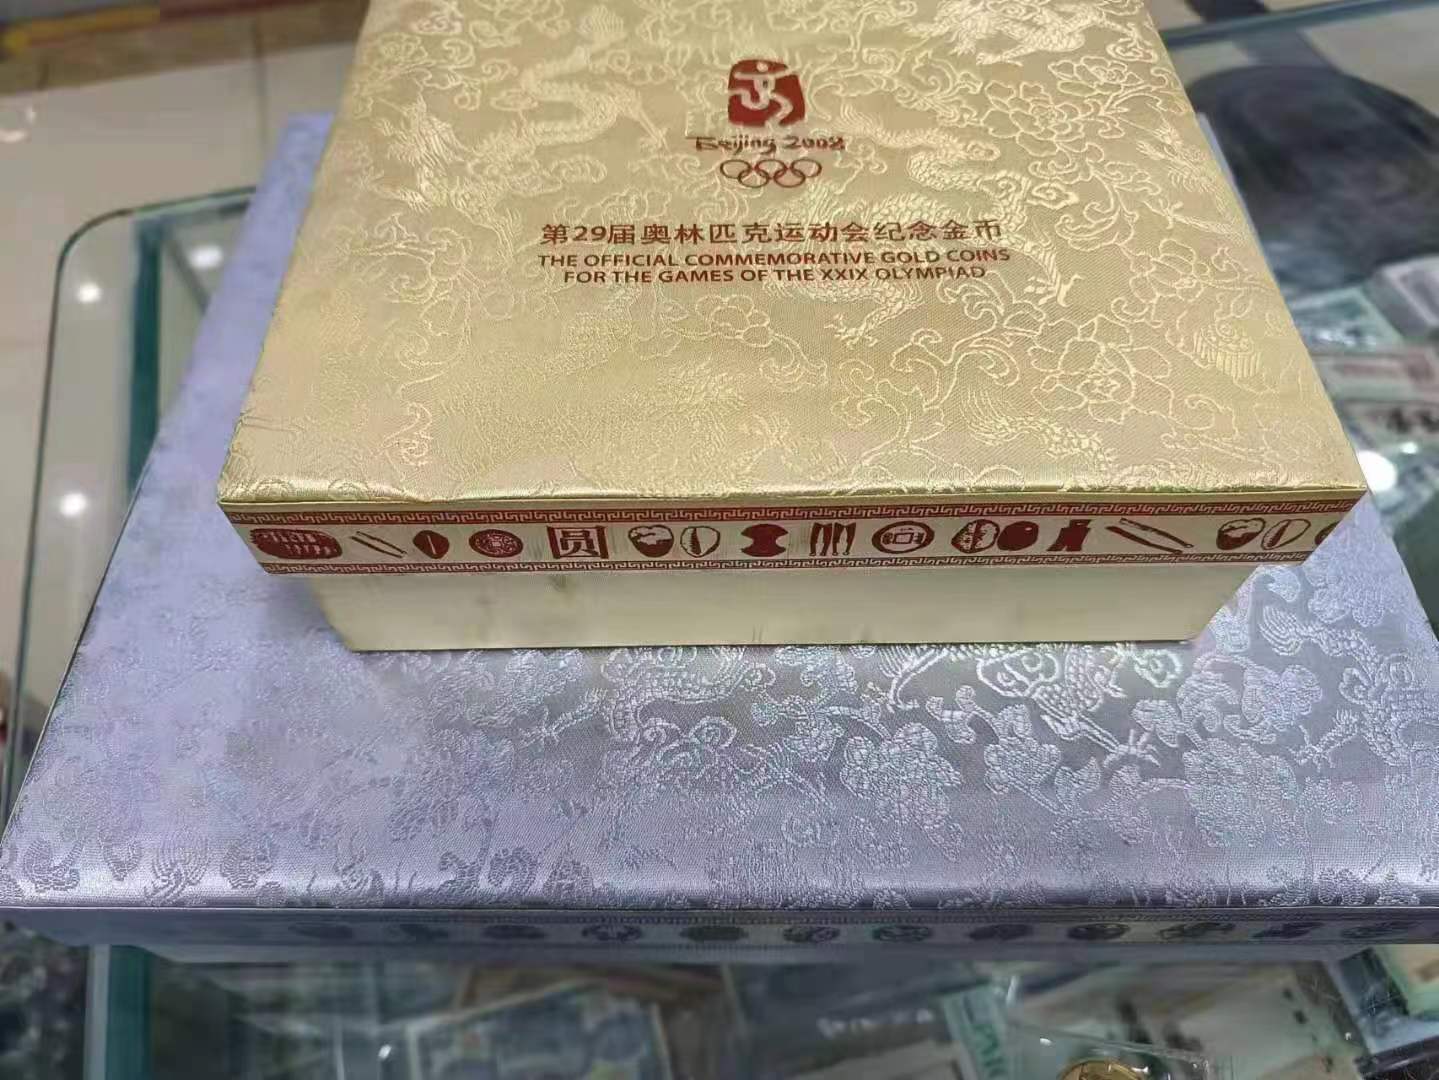 Beijing 2008
第29届奥林匹克运动会纪念金币
THE OFFICIAL COMMEMORATIVE GOLD COINS
FOR THE GAMES OF THE XXIX OLYMPIAD
圆